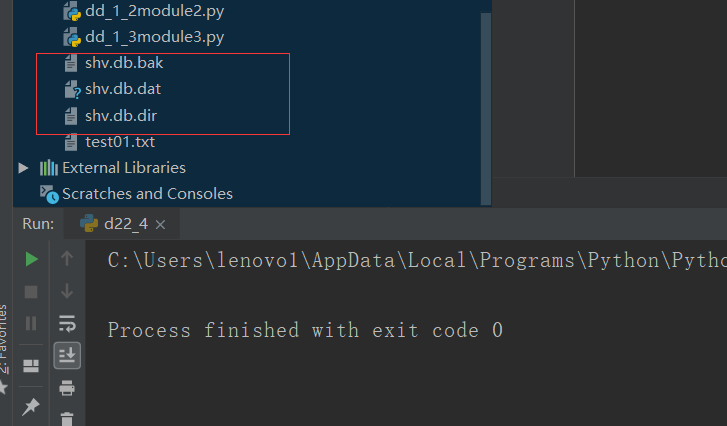 dd_1_2module2.py
dd_1_3module3.py
shv.db.bak
shv.db.dat
shv.db.dir
test01.txt
External Libraries
Scratches and Consoles
Run:
d22_4
C:\Users\lenovo1\AppData\Local\Programs\Python\Pytho
Process finished with exit code 0
2: Favorites